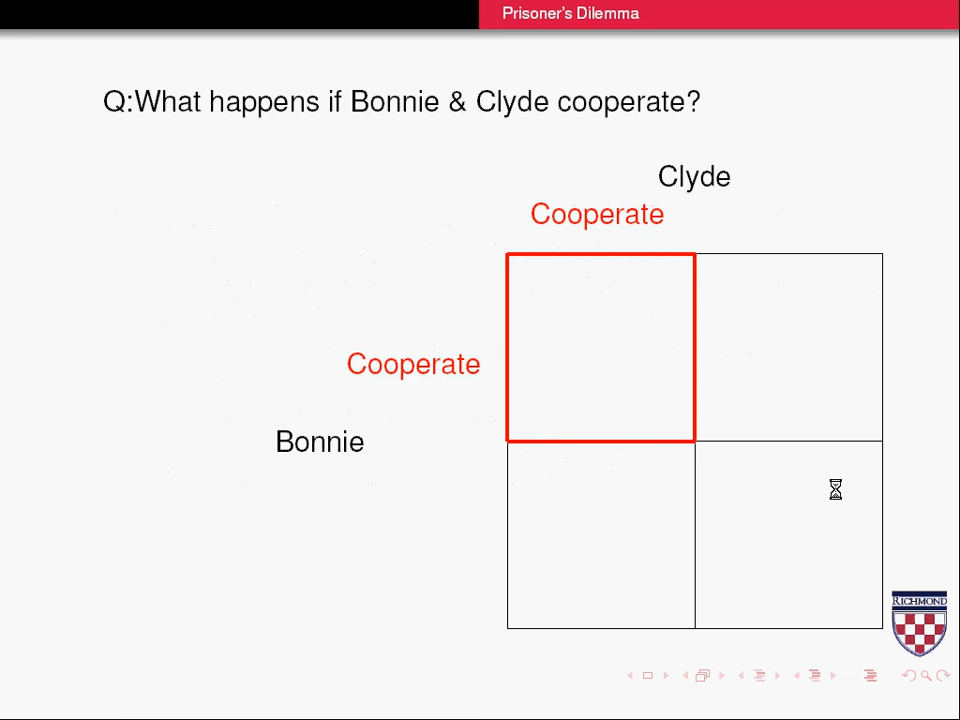 Prisoner's Dilemma
Q:What happens if Bonnie & Clyde cooperate?
Clyde
Cooperate
Cooperate
Bonnie
RICHMOND